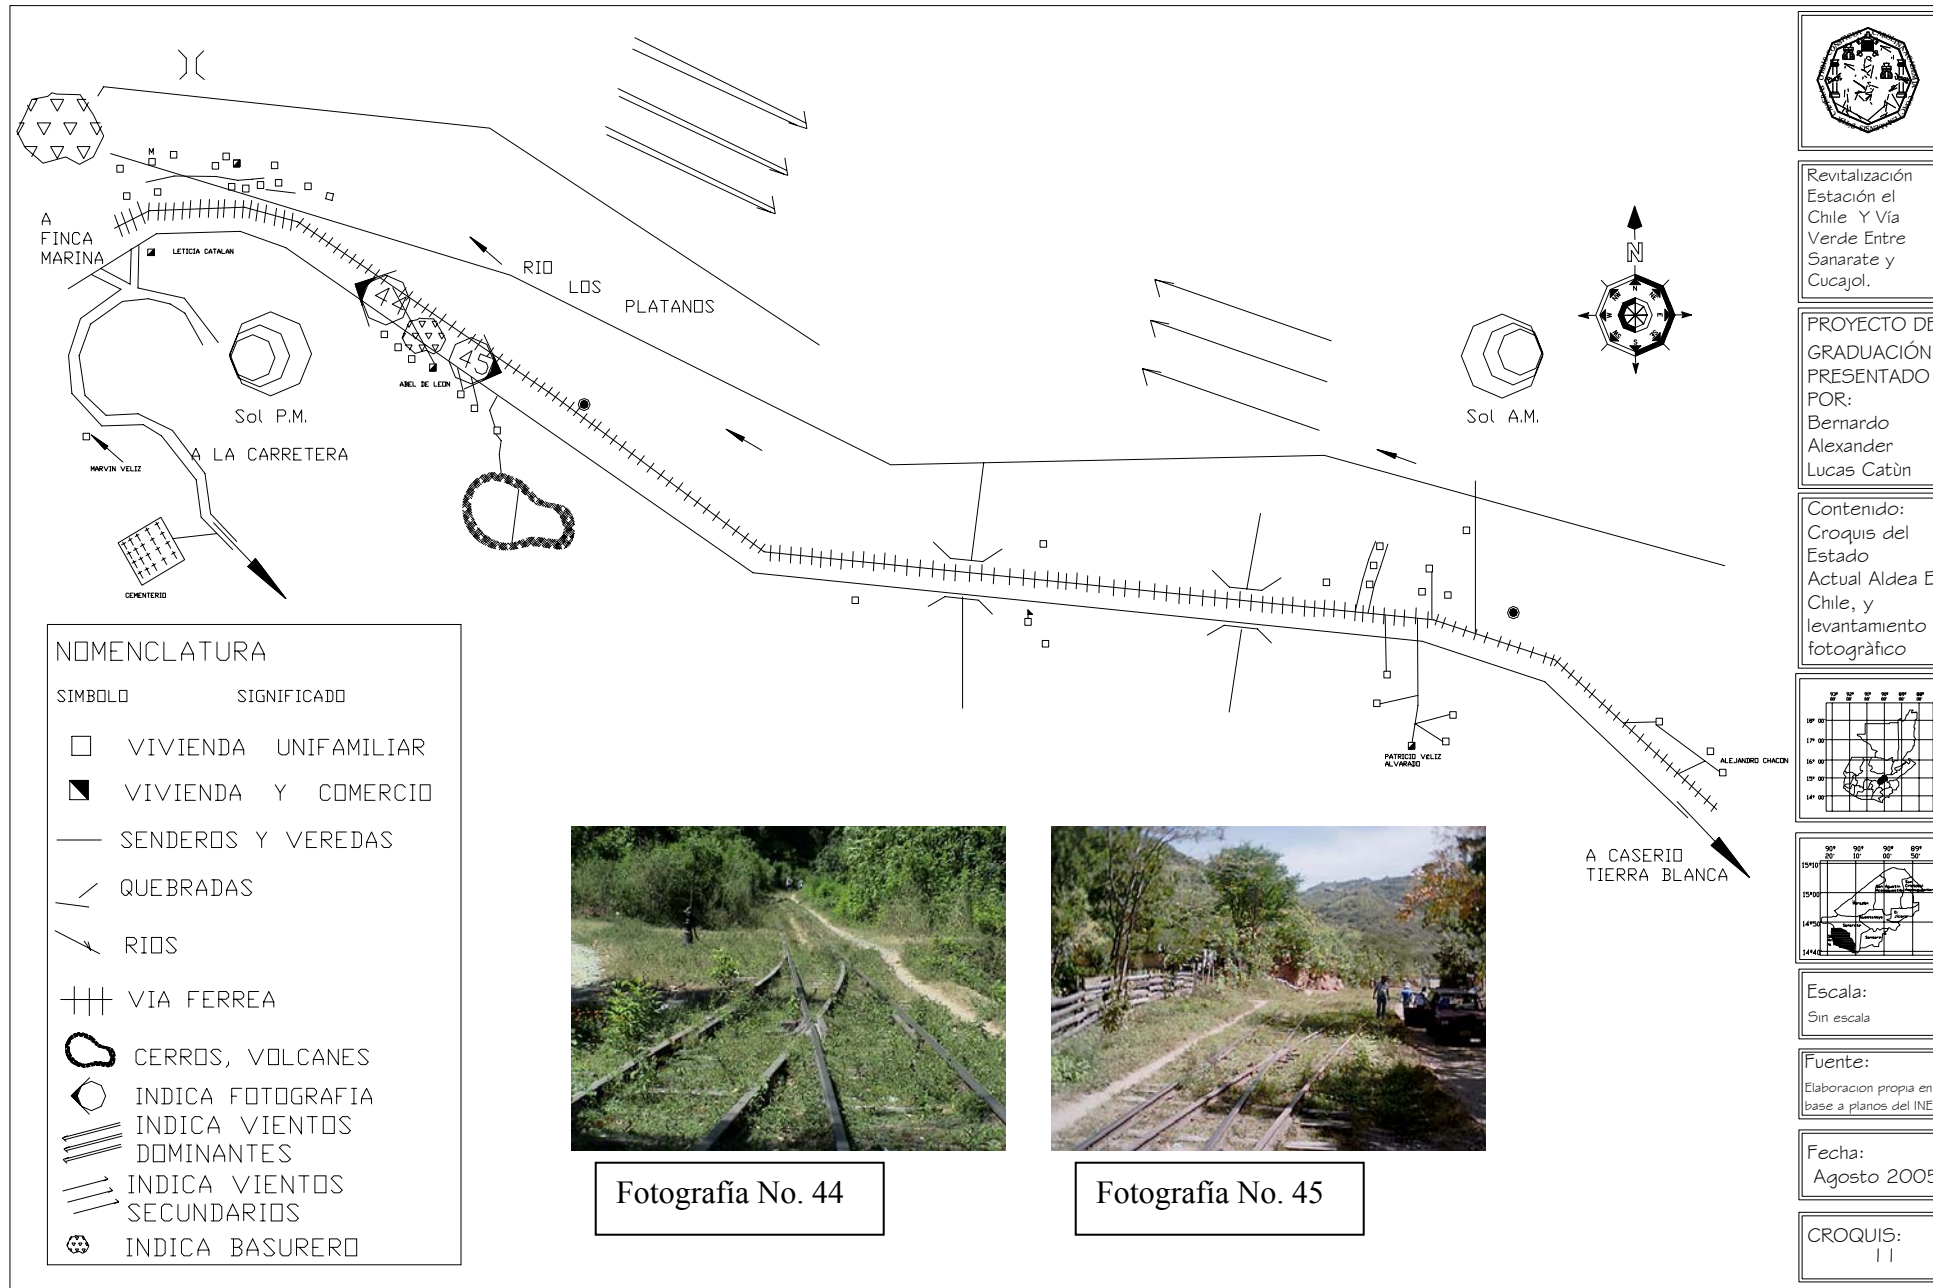 A
FINCA
MARINA
M
LETICIA CATALAN
44
45
ABEL DE LEON
RIO
LOS
PLATANOS
Sol P.M.
Sol A.M.
A LA CARRETERA
MARVIN VELIZ
CEMENTERIO
N
PATRICIO VELIZ
ALVARADO
ALEJANDRO CHACON
A CASERIO
TIERRA BLANCA
NOMENCLATURA
SIMBOLO SIGNIFICADO
VIVIENDA UNIFAMILIAR
VIVIENDA Y COMERCIO
SENDEROS Y VEREDAS
QUEBRADAS
RIOS
VIA FERREA
CERROS, VOLCANES
INDICA FOTOGRAFIA
INDICA VIENTOS
DOMINANTES
INDICA VIENTOS
SECUNDARIOS
INDICA BASURERO
Fotografía No. 44
Fotografía No. 45
Revitalización
Estación el
Chile Y Vía
Verde Entre
Sanarate y
Cucajol.
PROYECTO DE
GRADUACIÓN
PRESENTADO
POR:
Bernardo
Alexander
Lucas Catùn
Contenido:
Croquis del
Estado
Actual Aldea E
Chile, y
levantamiento
fotogràfico
Escala:
Sin escala
Fuente:
Elaboracion propia en
base a planos del INE
Fecha:
Agosto 2005
CROQUIS:
11